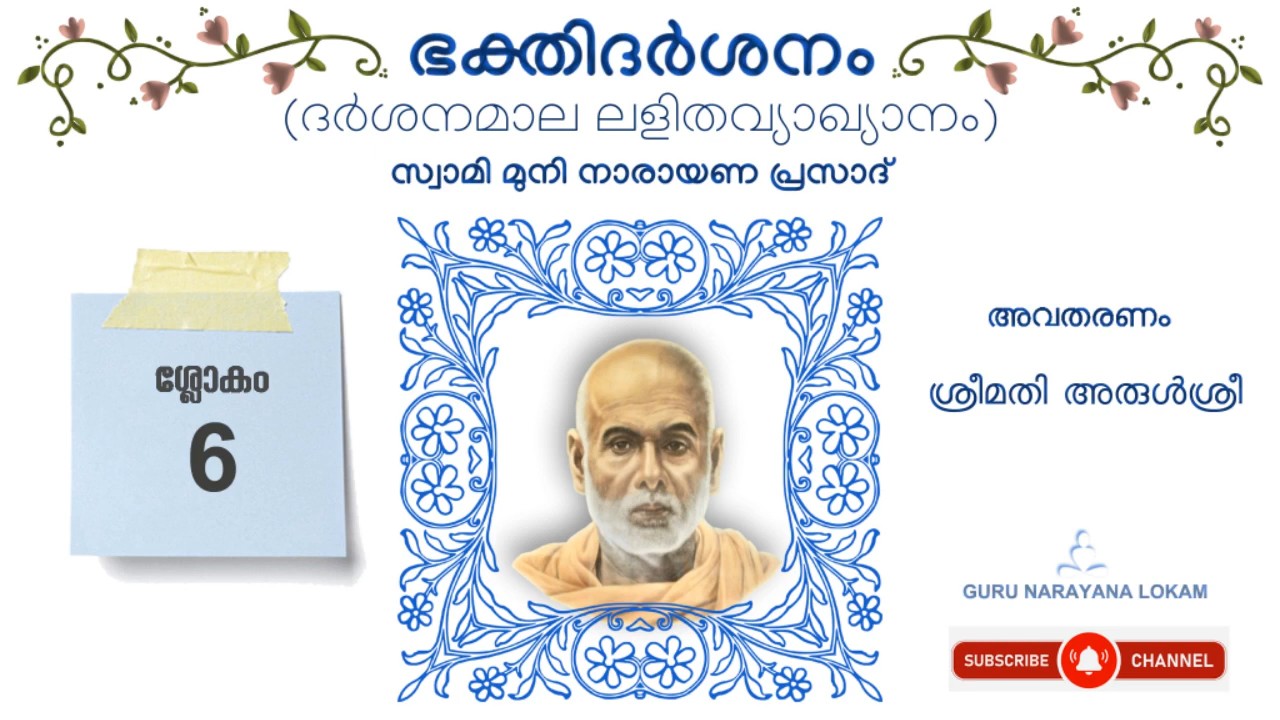 ഭക്തിദർശനം
(ദർശനമാല ലളിതവ്യാഖ്യാനം)
സ്വാമി മുനി നാരായണ പ്രസാദ്
ശ്ലോകം
6
അവതരണം
ശ്രീമതി അരുൾശ്രീ
GURU NARAYANA LOKAM
SUBSCRIBE CHANNEL